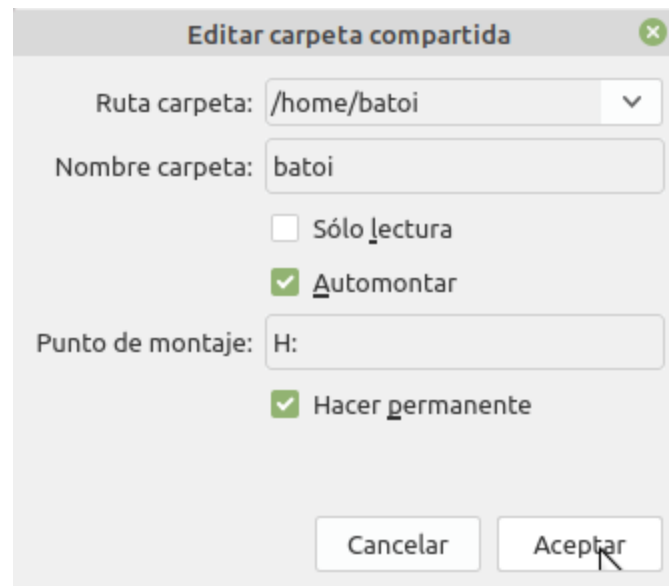 Editar carpeta compartida
Ruta carpeta: /home/batoi
Nombre carpeta: batoi
Sólo lectura
Automontar
Punto de montaje: H:
Hacer permanente
Cancelar Aceptar